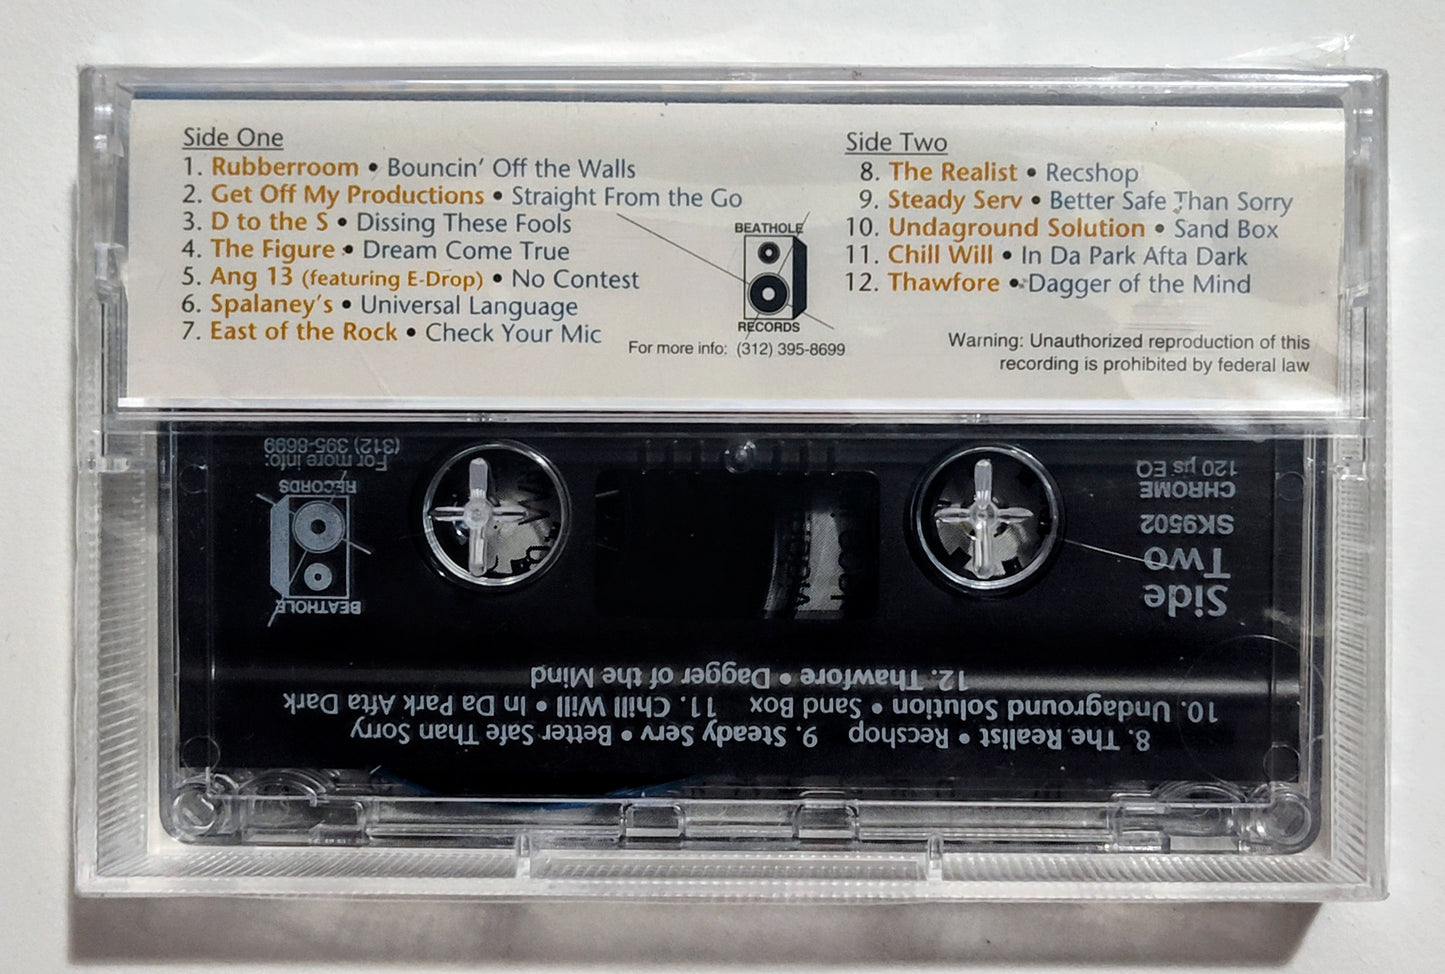 Side One
1. Rubberroom • Bouncin' Off the Walls
2. Get Off My Productions • Straight From the Go
3. D to the S • Dissing These Fools
4. The Figure • Dream Come True
5. Ang 13 (featuring E-Drop) • No Contest
6. Spalaney's • Universal Language
7. East of the Rock • Check Your Mic
BEATHOLE
RECORDS
For more info: (312) 395-8699
Side Two
8. The Realist • Recshop
9. Steady Serv • Better Safe Than Sorry
10. Undaground Solution • Sand Box
11. Chill Will • In Da Park Afta Dark
12. Thawfore • Dagger of the Mind
Warning: Unauthorized reproduction of this
recording is prohibited by federal law
8. The Realist • Recshop 9. Steady Serv • Better Safe Than Sorry
10. Undaground Solution • Sand Box 11. Chill Will • In Da Park Afta Dark
12. Thawfore • Dagger of the Mind
Side
Two
SK9502
CHROME
120 µs EQ
BEATHOLE
RECORDS
For more info:
(312) 395-8699